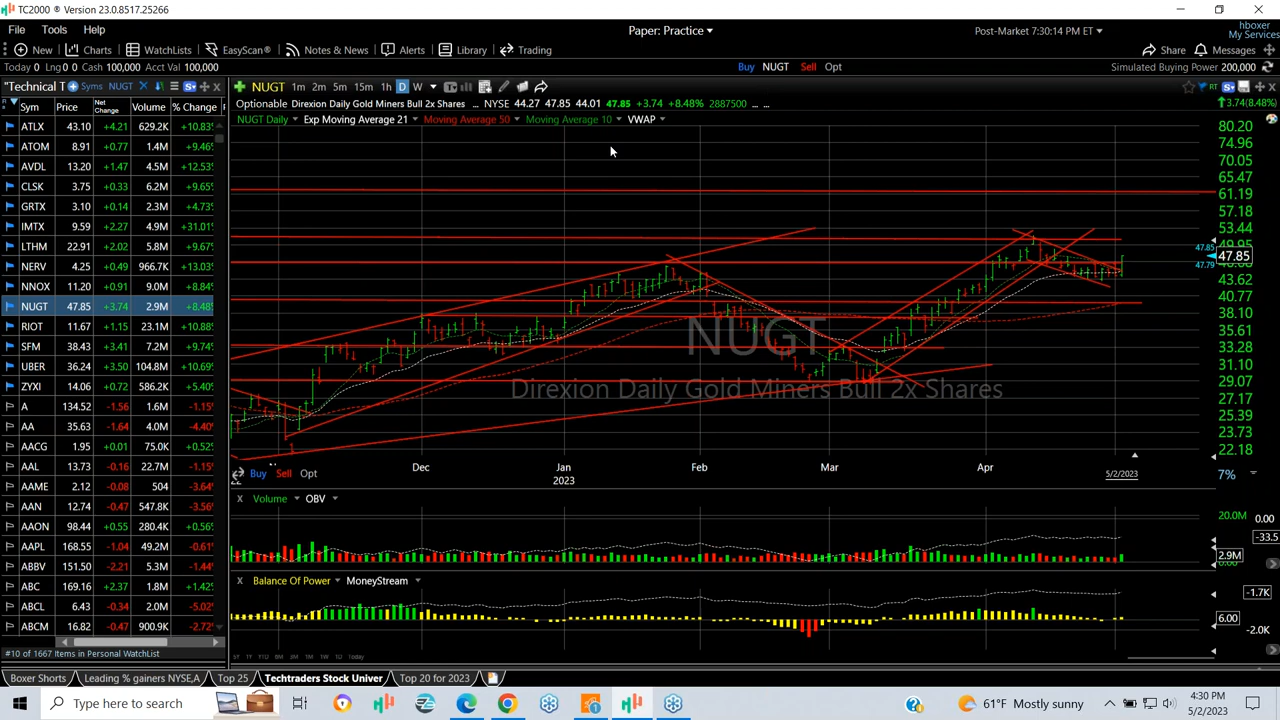 TC2000 ® Version 23.0.8517.25266
File Tools Help
Paper: Practice
Post-Market 7:30:14 PM ET
hboxer
My Services
New Charts WatchLists EasyScan® Notes & News Alerts Library Trading
Share Messages
Today 0 Lng0 0 Cash 100,000 Acct Val 100,000
Buy NUGT Sell Opt
Simulated Buying Power 200,000
"Technical T Syms NUGT
NUGT 1m 2m 5m 15m 1h D W
RT
Sym Price Net Change Volume % Change
Optionable Direxion Daily Gold Miners Bull 2x Shares ... NYSE 44.27 47.85 44.01 47.85 +3.74 +8.48% 2887500 ... ...
3.74(8.48%)
NUGT Daily Exp Moving Average 21 Moving Average 50 Moving Average 10 VWAP
ATLX 43.10 +4.21 629.2K +10.83%
ATOM 8.91 +0.77 1.4M +9.46%
AVDL 13.20 +1.47 4.5M +12.53%
CLSK 3.75 +0.33 6.2M +9.65%
GRTX 3.10 +0.14 2.3M +4.73%
IMTX 9.59 +2.27 4.9M +31.01%
LTHM 22.91 +2.02 5.8M +9.67%
NERV 4.25 +0.49 966.7K +13.03%
NNOX 11.20 +0.91 9.0M +8.84%
NUGT 47.85 +3.74 2.9M +8.48%
RIOT 11.67 +1.15 23.1M +10.88%
SFM 38.43 +3.41 7.2M +9.74%
UBER 36.24 +3.50 104.8M +10.69%
ZYXI 14.06 +0.72 586.2K +5.40%
A 134.52 -1.56 1.6M -1.15%
AA 35.63 -1.64 4.0M -4.40%
AACG 1.95 +0.01 75.0K +0.52%
AAL 13.73 -0.16 22.7M -1.15%
AAME 2.12 -0.08 504 -3.64%
AAN 12.74 -0.47 547.8K -3.56%
AAON 98.44 +0.55 280.4K +0.56%
AAPL 168.55 -1.04 49.2M -0.61%
ABBV 151.50 -2.21 5.3M -1.44%
ABC 169.16 +2.37 1.8M +1.42%
ABCL 6.43 -0.34 2.0M -5.02%
ABCM 16.82 -0.47 900.9K -2.72%
#10 of 1667 Items in Personal WatchList
80.20
74.96
70.05
65.47
61.19
57.18
53.44
49.95
47.85
47.85
47.79
43.62
40.77
38.10
35.61
33.28
31.10
29.07
27.17
25.39
23.73
22.18
NUGT
Direxion Daily Gold Miners Bull 2x Shares
Dec Jan Feb Mar Apr
2023
5/2/2023
Buy Sell Opt
7%
Volume OBV
20.0M 0.00
-33.5
2.9M
Balance Of Power MoneyStream
-1.7K
6.00
-2.0K
Boxer Shorts Leading % gainers NYSE,A Top 25 Techtraders Stock Univer Top 20 for 2023
Type here to search
61°F Mostly sunny
4:30 PM
5/2/2023